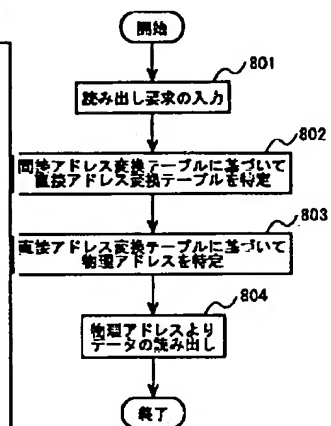 開始
801
読み出し要求の入力
802
間接アドレス変換テーブルに基づいて
直接アドレス変換テーブルを特定
803
直接アドレス変換テーブルに基づいて
物理アドレスを特定
804
物理アドレスより
データの読み出し
終了